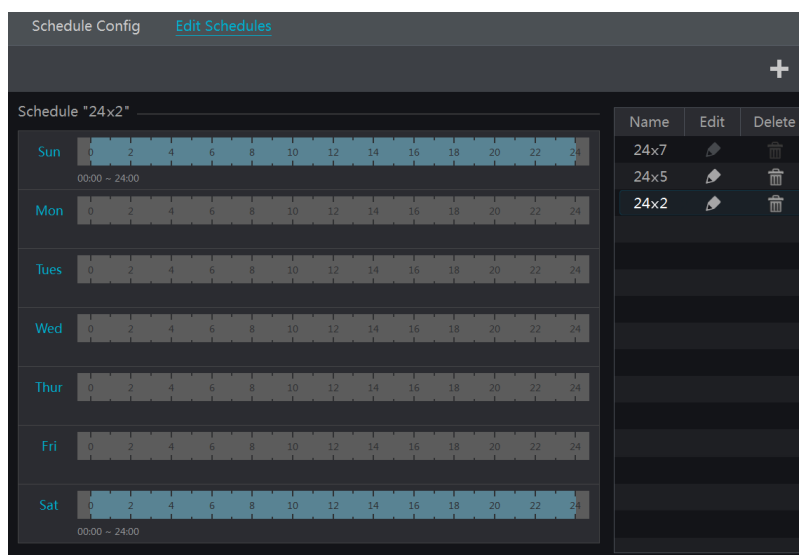 Schedule Config Edit Schedules
+
Schedule "24x2"
Sun 0 2 4 6 8 10 12 14 16 18 20 22 24
00:00 ~ 24:00
Mon 0 2 4 6 8 10 12 14 16 18 20 22 24
Tues 0 2 4 6 8 10 12 14 16 18 20 22 24
Wed 0 2 4 6 8 10 12 14 16 18 20 22 24
Thur 0 2 4 6 8 10 12 14 16 18 20 22 24
Fri 0 2 4 6 8 10 12 14 16 18 20 22 24
Sat 0 2 4 6 8 10 12 14 16 18 20 22 24
00:00 ~ 24:00
Name Edit Delete
24x7
24x5
24x2